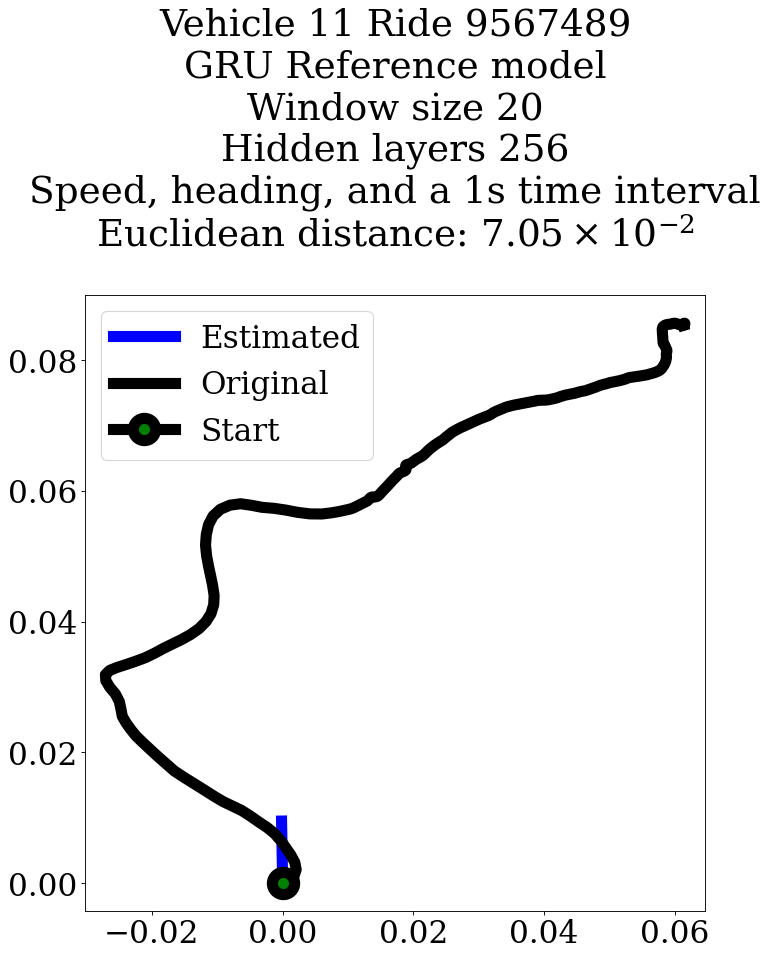 Vehicle 11 Ride 9567489
GRU Reference model
Window size 20
Hidden layers 256
Speed, heading, and a 1s time interval
Euclidean distance: 7.05 × 10⁻²
Estimated
Original
Start
0.08
0.06
0.04
0.02
0.00
−0.02 0.00 0.02 0.04 0.06